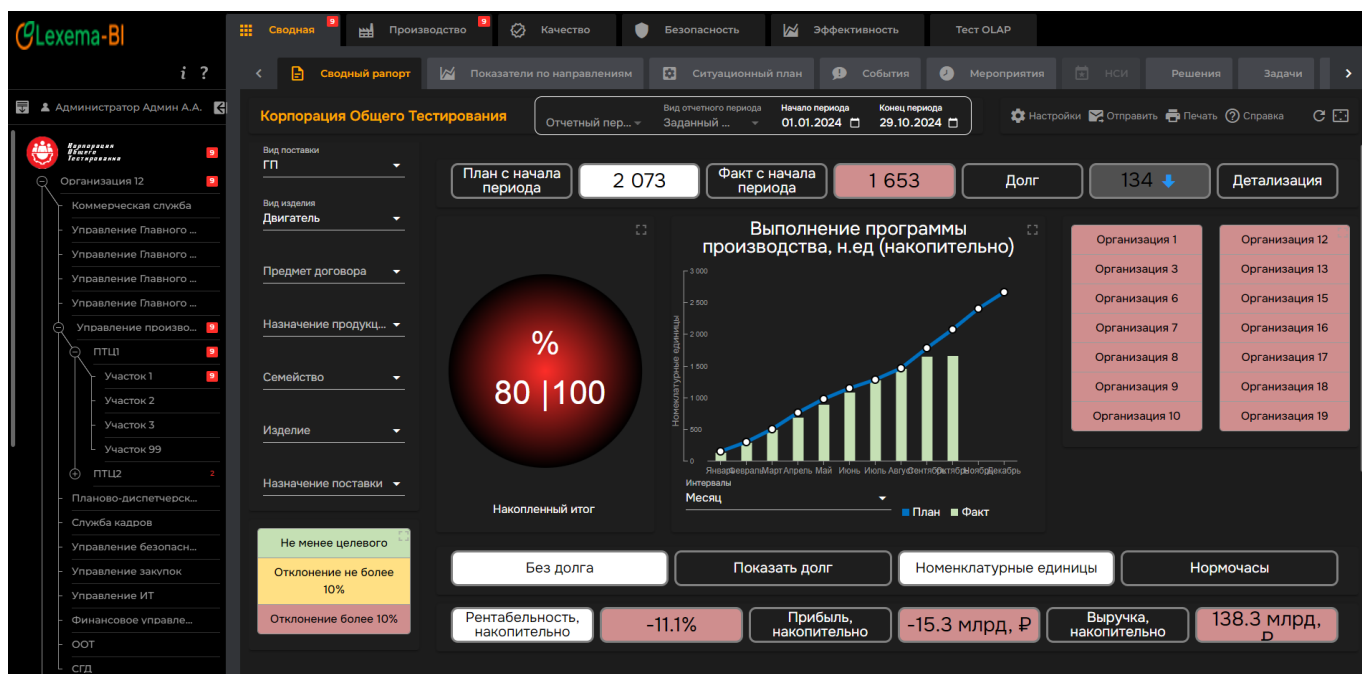 Lexema-BI
i ?
Администратор Админ А.А.
Корпорация
Общего
Тестирования
9
Организация 12
9
Коммерческая служба
Управление Главного ...
Управление Главного ...
Управление Главного ...
Управление Главного ...
Управление произво...
9
ПТЦ1
9
Участок 1
9
Участок 2
Участок 3
Участок 99
ПТЦ2
2
Планово-диспетчерск...
Служба кадров
Управление безопасн...
Управление закупок
Управление ИТ
Финансовое управле...
ООТ
СГД
Сводная
9
Производство
9
Качество
Безопасность
Эффективность
Тест OLAP
Сводный рапорт
Показатели по направлениям
Ситуационный план
События
Мероприятия
НСИ
Решения
Задачи
Корпорация Общего Тестирования
Отчетный пер...
Вид отчетного периода
Заданный ...
Начало периода
01.01.2024
Конец периода
29.10.2024
Настройки
Отправить
Печать
Справка
Вид поставки
ГП
Вид изделия
Двигатель
Предмет договора
Назначение продукц...
Семейство
Изделие
Назначение поставки
Не менее целевого
Отклонение не более
10%
Отклонение более 10%
План с начала
периода
2 073
Факт с начала
периода
1 653
Долг
134
Детализация
%
80 |100
Накопленный итог
Выполнение программы
производства, н.ед (накопительно)
Номенклатурные единицы
3 000
2 500
2 000
1 500
1 000
500
0
Январь
Февраль
Март
Апрель
Май
Июнь
Июль
Август
Сентябрь
Октябрь
Ноябрь
Декабрь
Интервалы
Месяц
План
Факт
Организация 1
Организация 3
Организация 6
Организация 7
Организация 8
Организация 9
Организация 10
Организация 12
Организация 13
Организация 15
Организация 16
Организация 17
Организация 18
Организация 19
Без долга
Показать долг
Номенклатурные единицы
Нормочасы
Рентабельность,
накопительно
-11.1%
Прибыль,
накопительно
-15.3 млрд, ₽
Выручка,
накопительно
138.3 млрд,
₽